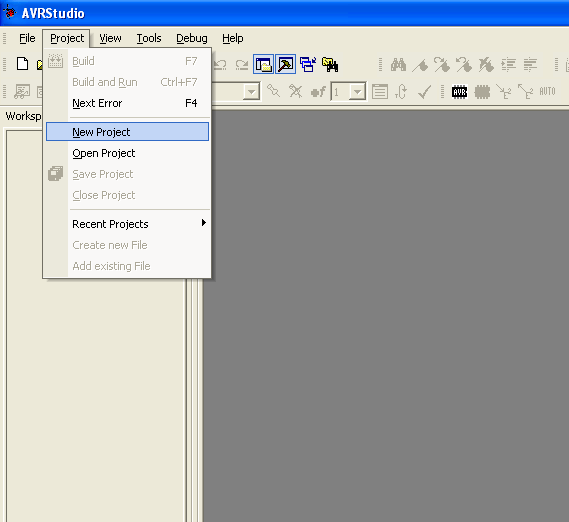 AVRStudio
File Project View Tools Debug Help
Build F7
Build and Run Ctrl+F7
Next Error F4
1
AVR
AUTO
Worksp
New Project
Open Project
Save Project
Close Project
Recent Projects
Create new File
Add existing File